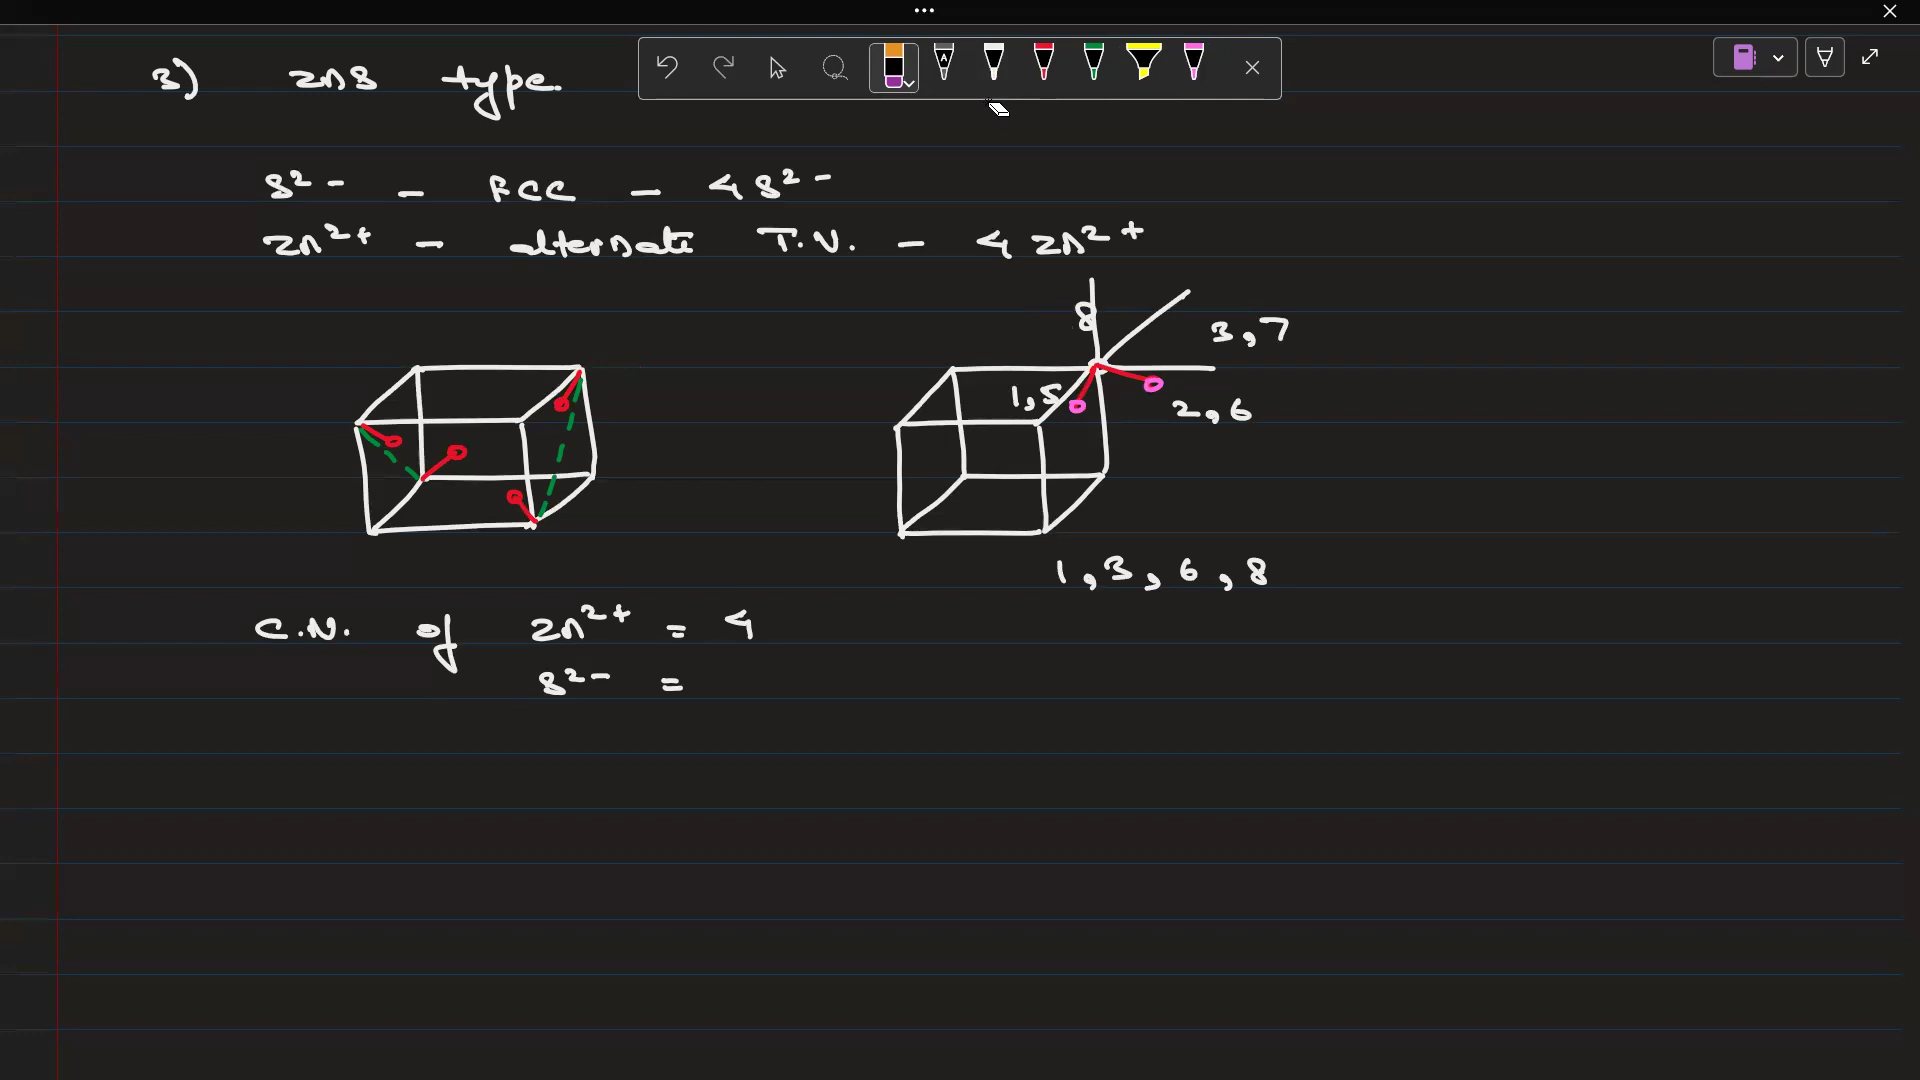 3) ZnS type.
S²⁻ - FCC - 4 S²⁻
Zn²⁺ - alternate T.V. - 4 Zn²⁺
8
3,7
1,5
2,6
1,3,6,8
C.N. of Zn²⁺ = 4
S²⁻ =